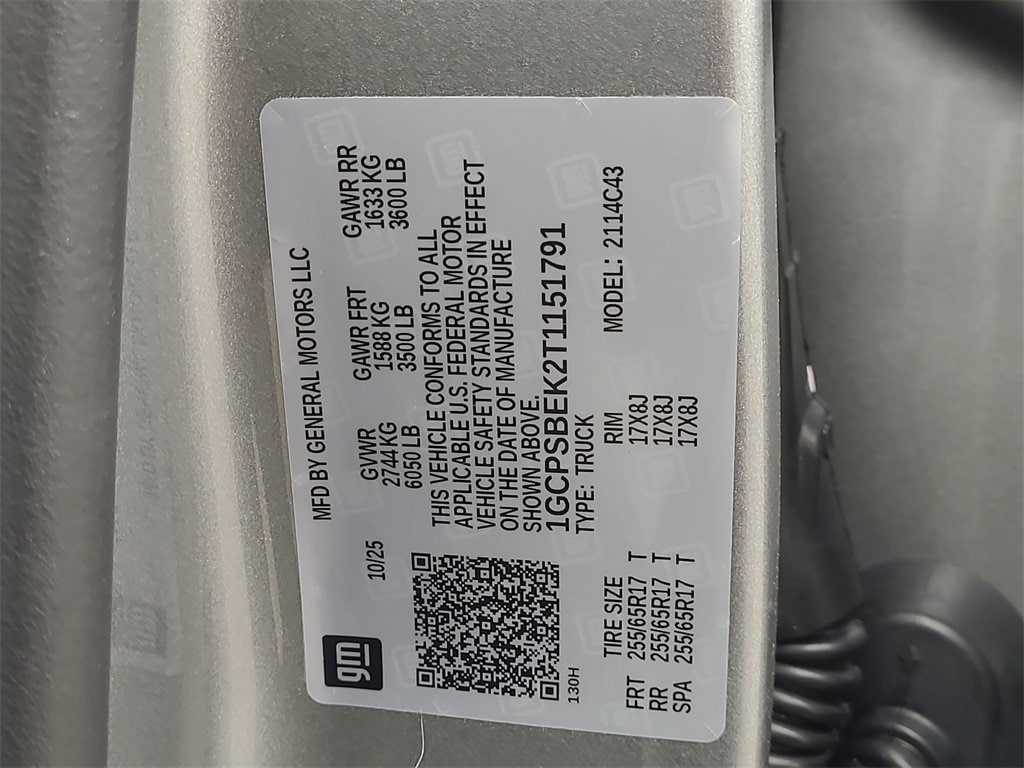 gm
MFD BY GENERAL MOTORS LLC
10/25
GVWR GAWR FRT GAWR RR
2744 KG 1588 KG 1633 KG
6050 LB 3500 LB 3600 LB
THIS VEHICLE CONFORMS TO ALL
APPLICABLE U.S. FEDERAL MOTOR
VEHICLE SAFETY STANDARDS IN EFFECT
ON THE DATE OF MANUFACTURE
SHOWN ABOVE.
1GCPSBEK2T1151791
TYPE: TRUCK MODEL: 2114C43
130H
TIRE SIZE RIM
FRT 255/65R17 T 17X8J
RR 255/65R17 T 17X8J
SPA 255/65R17 T 17X8J